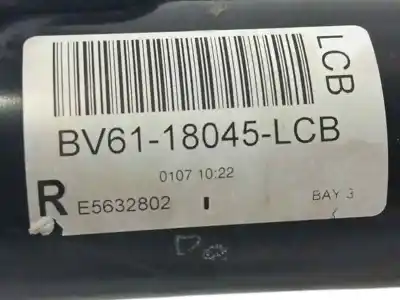 LCB
BV61-18045-LCB
0107 10:22
R E5632802 I
BAY 3